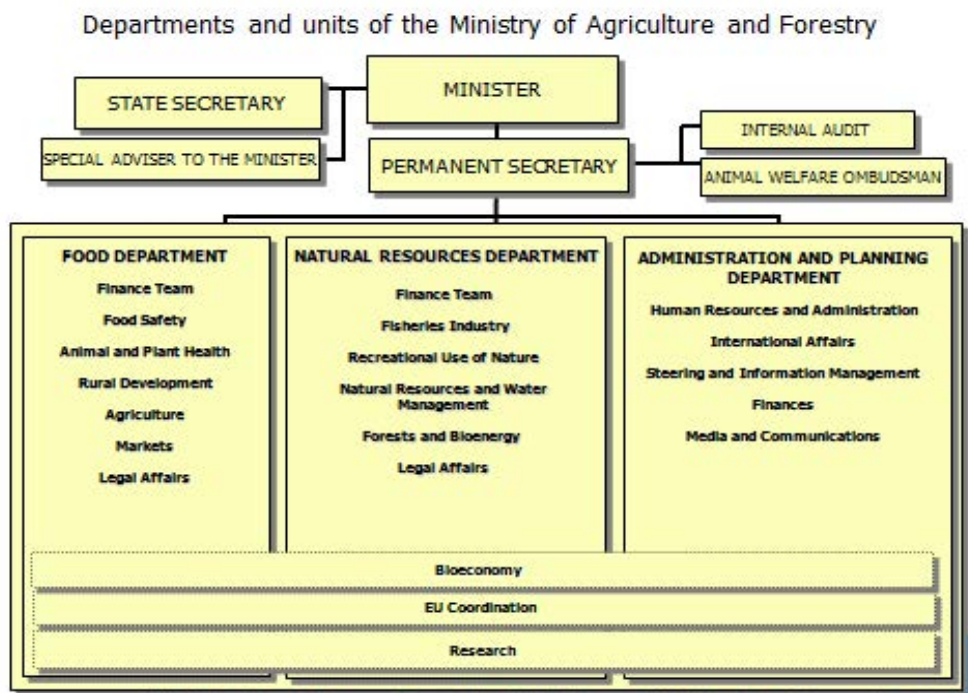 Departments and units of the Ministry of Agriculture and Forestry
MINISTER
STATE SECRETARY
SPECIAL ADVISER TO THE MINISTER
PERMANENT SECRETARY
INTERNAL AUDIT
ANIMAL WELFARE OMBUDSMAN
FOOD DEPARTMENT
Finance Team
Food Safety
Animal and Plant Health
Rural Development
Agriculture
Markets
Legal Affairs
NATURAL RESOURCES DEPARTMENT
Finance Team
Fisheries Industry
Recreational Use of Nature
Natural Resources and Water
Management
Forests and Bioenergy
Legal Affairs
ADMINISTRATION AND PLANNING
DEPARTMENT
Human Resources and Administration
International Affairs
Steering and Information Management
Finances
Media and Communications
Bioeconomy
EU Coordination
Research